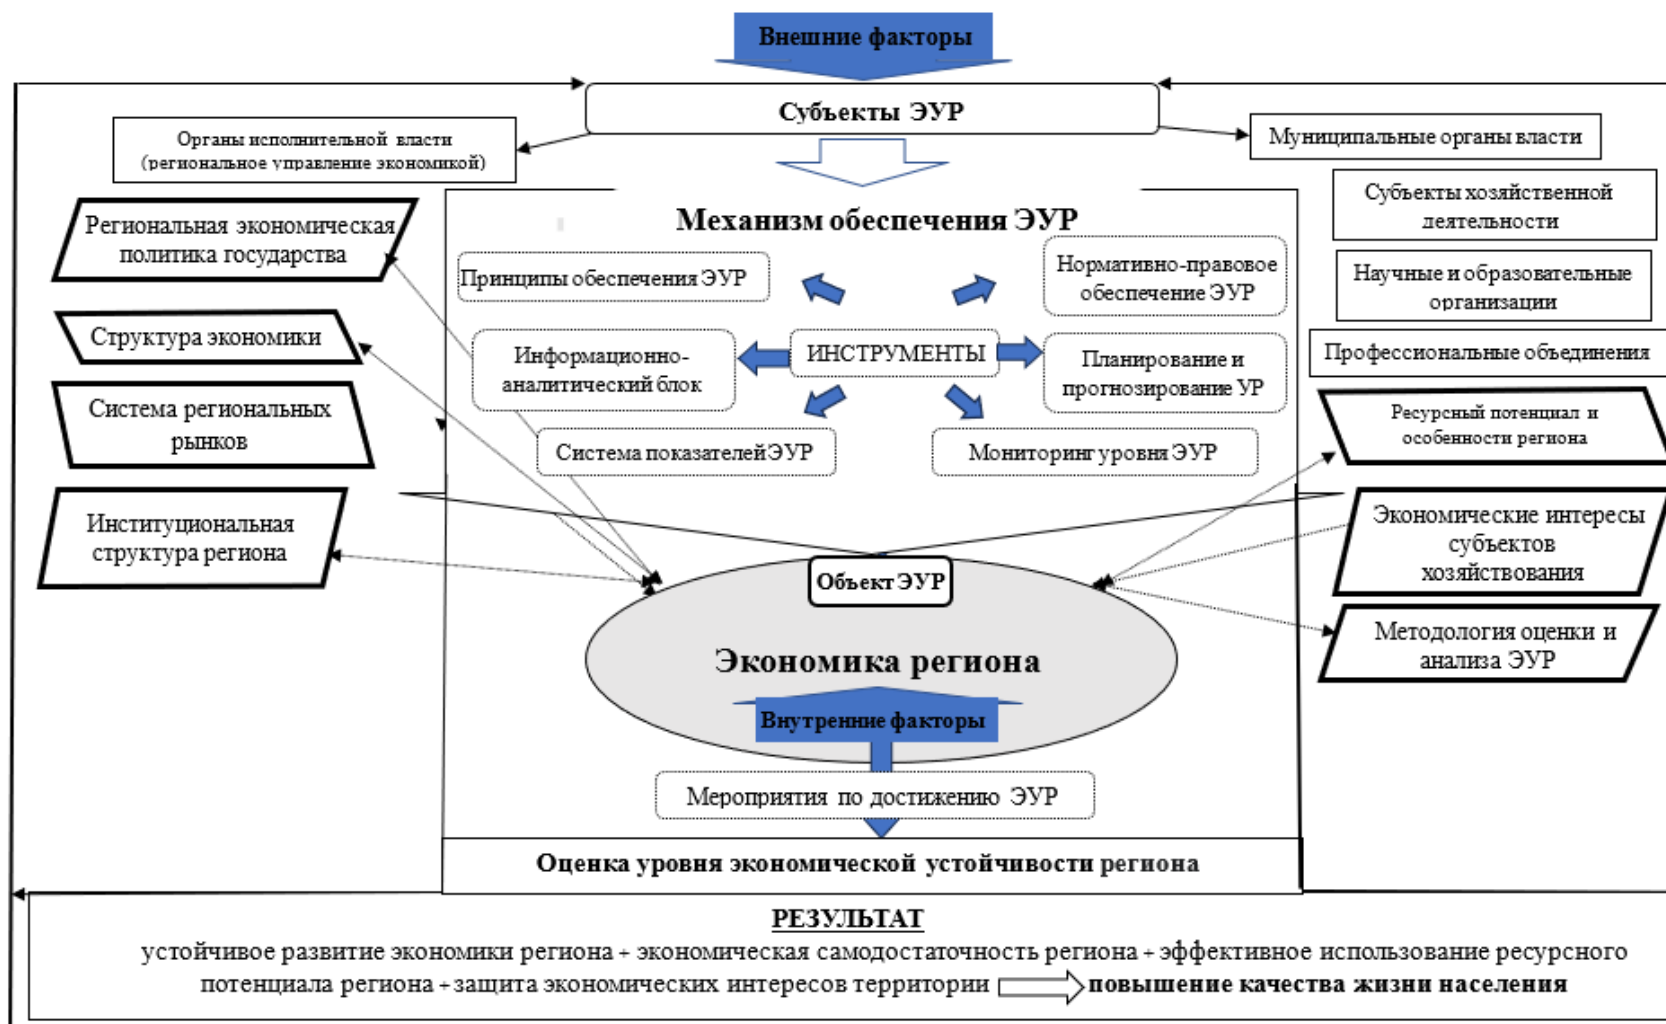 Внешние факторы
Субъекты ЭУР
Органы исполнительной власти
(региональное управление экономикой)
Муниципальные органы власти
Субъекты хозяйственной
деятельности
Научные и образовательные
организации
Профессиональные объединения
Региональная экономическая
политика государства
Структура экономики
Система региональных
рынков
Институциональная
структура региона
Механизм обеспечения ЭУР
Принципы обеспечения ЭУР
Нормативно-правовое
обеспечение ЭУР
Информационно-
аналитический блок
ИНСТРУМЕНТЫ
Планирование и
прогнозирование УР
Система показателей ЭУР
Мониторинг уровня ЭУР
Ресурсный потенциал и
особенности региона
Экономические интересы
субъектов
хозяйствования
Методология оценки и
анализа ЭУР
Объект ЭУР
Экономика региона
Внутренние факторы
Мероприятия по достижению ЭУР
Оценка уровня экономической устойчивости региона
РЕЗУЛЬТАТ
устойчивое развитие экономики региона + экономическая самодостаточность региона + эффективное использование ресурсного
потенциала региона + защита экономических интересов территории повышение качества жизни населения